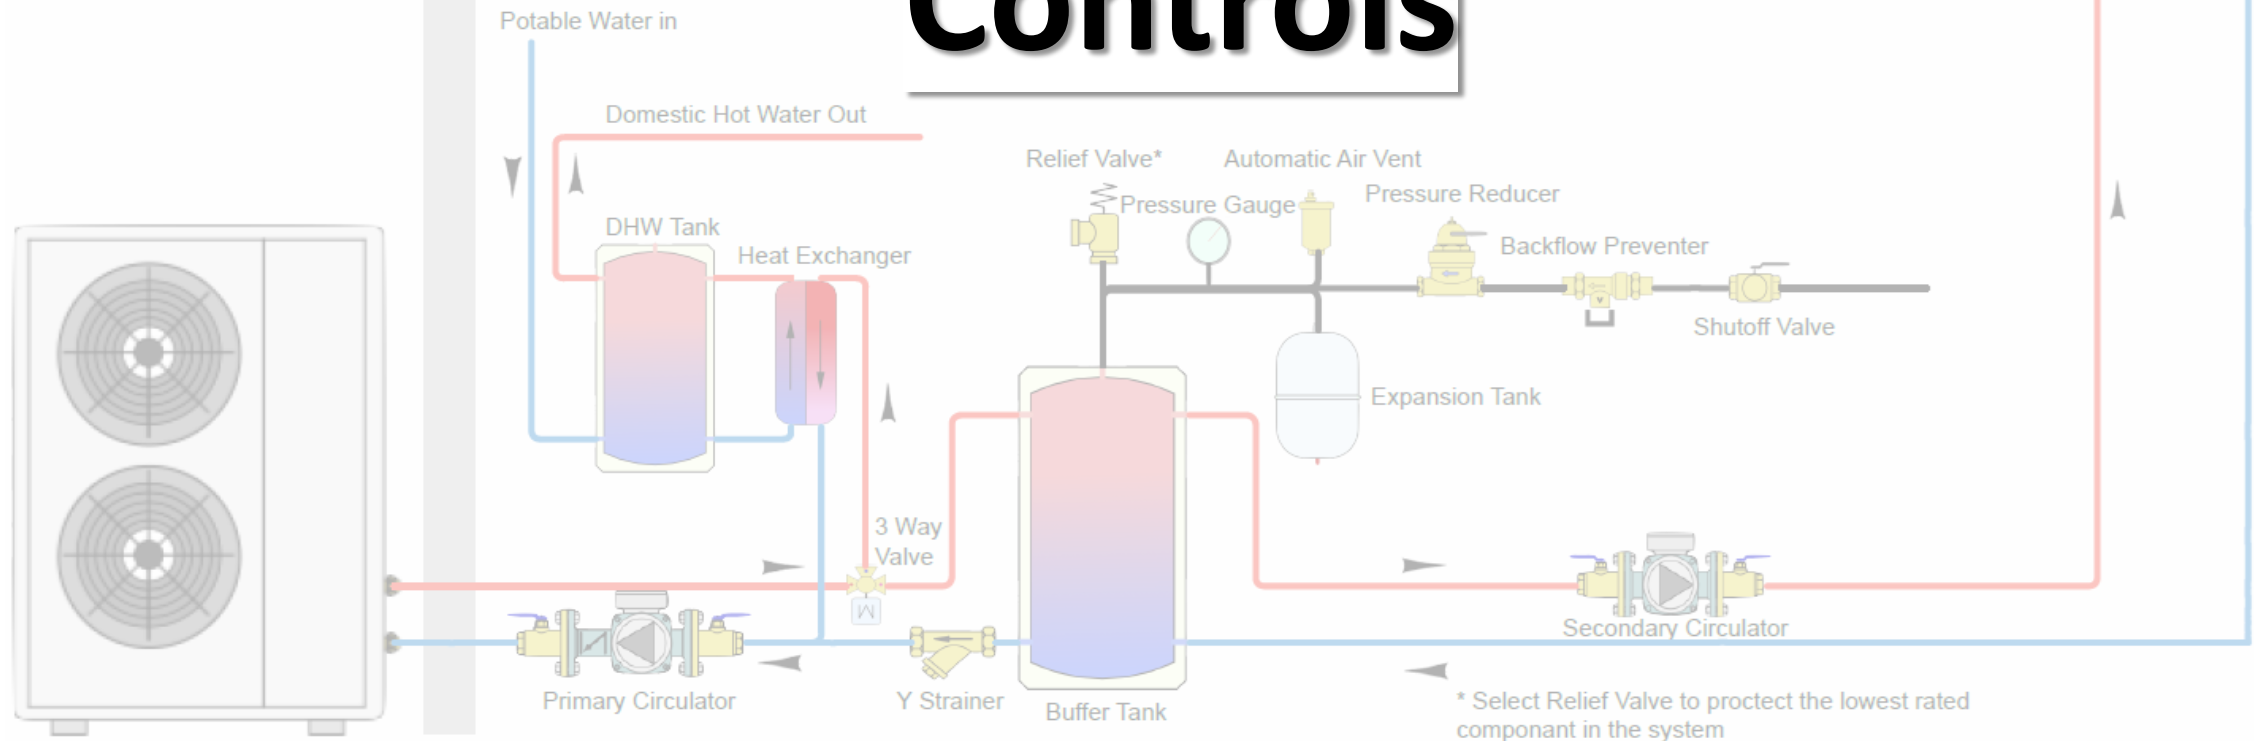 Controls
Potable Water in
Domestic Hot Water Out
Relief Valve*
Automatic Air Vent
Pressure Reducer
Pressure Gauge
DHW Tank
Backflow Preventer
Heat Exchanger
Shutoff Valve
Expansion Tank
3 Way
Valve
M
Secondary Circulator
Primary Circulator
Y Strainer
Buffer Tank
* Select Relief Valve to proctect the lowest rated
componant in the system